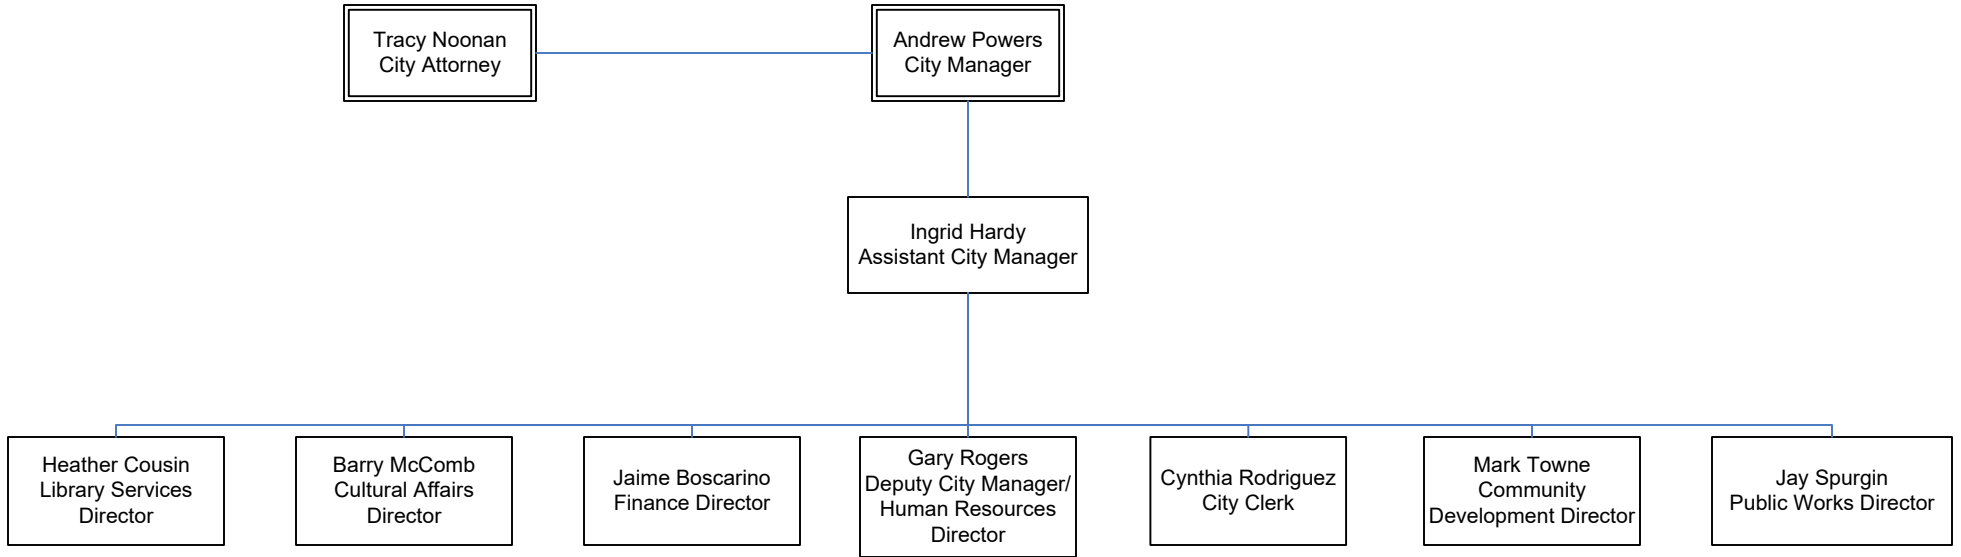 Tracy Noonan
City Attorney
Andrew Powers
City Manager
Ingrid Hardy
Assistant City Manager
Heather Cousin
Library Services
Director
Barry McComb
Cultural Affairs
Director
Jaime Boscarino
Finance Director
Gary Rogers
Deputy City Manager/
Human Resources
Director
Cynthia Rodriguez
City Clerk
Mark Towne
Community
Development Director
Jay Spurgin
Public Works Director